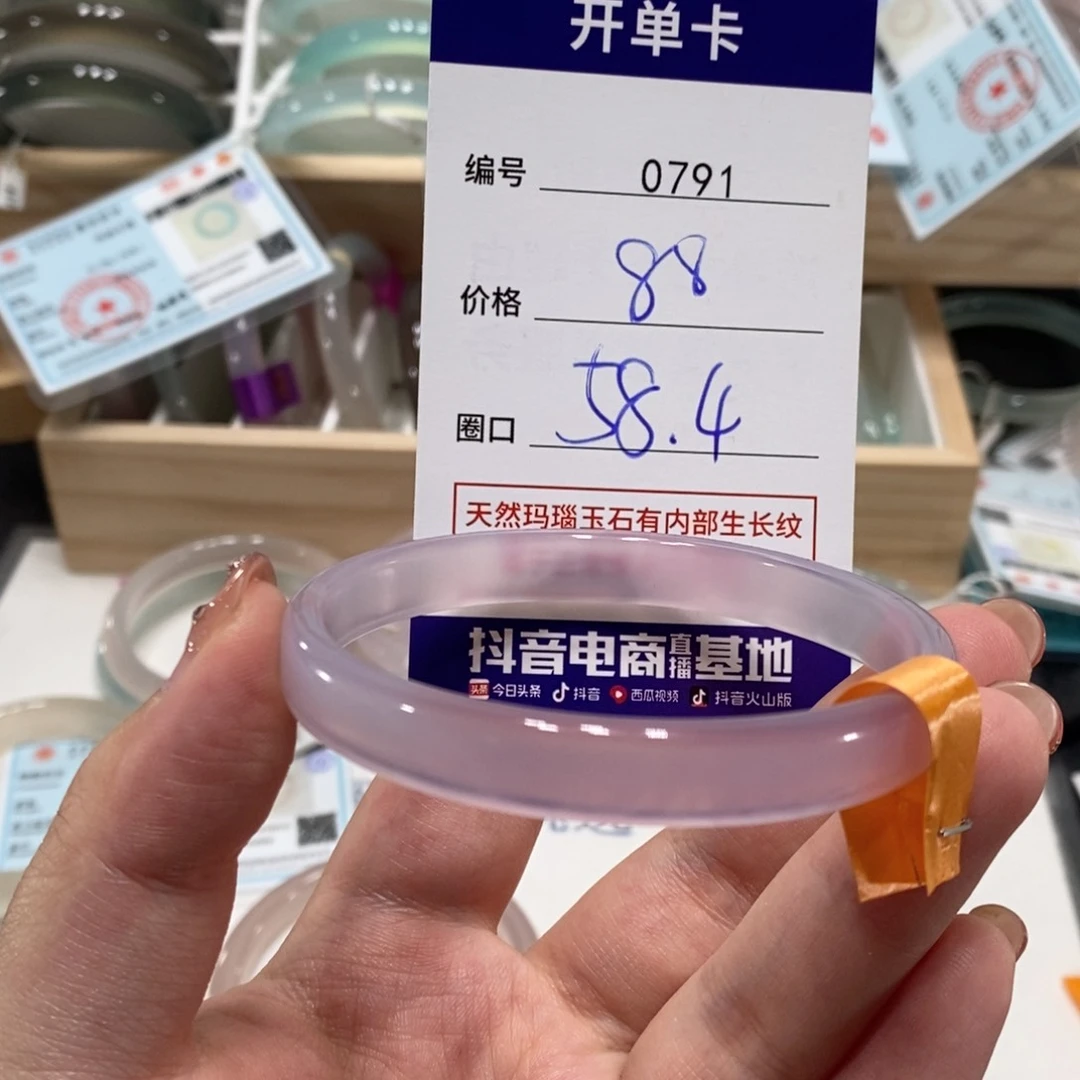 开单卡
编号 0791
价格 88
圈口 58.4
天然玛瑙玉石有内部生长纹
抖音电商直播基地
今日头条 抖音 西瓜视频 抖音火山版